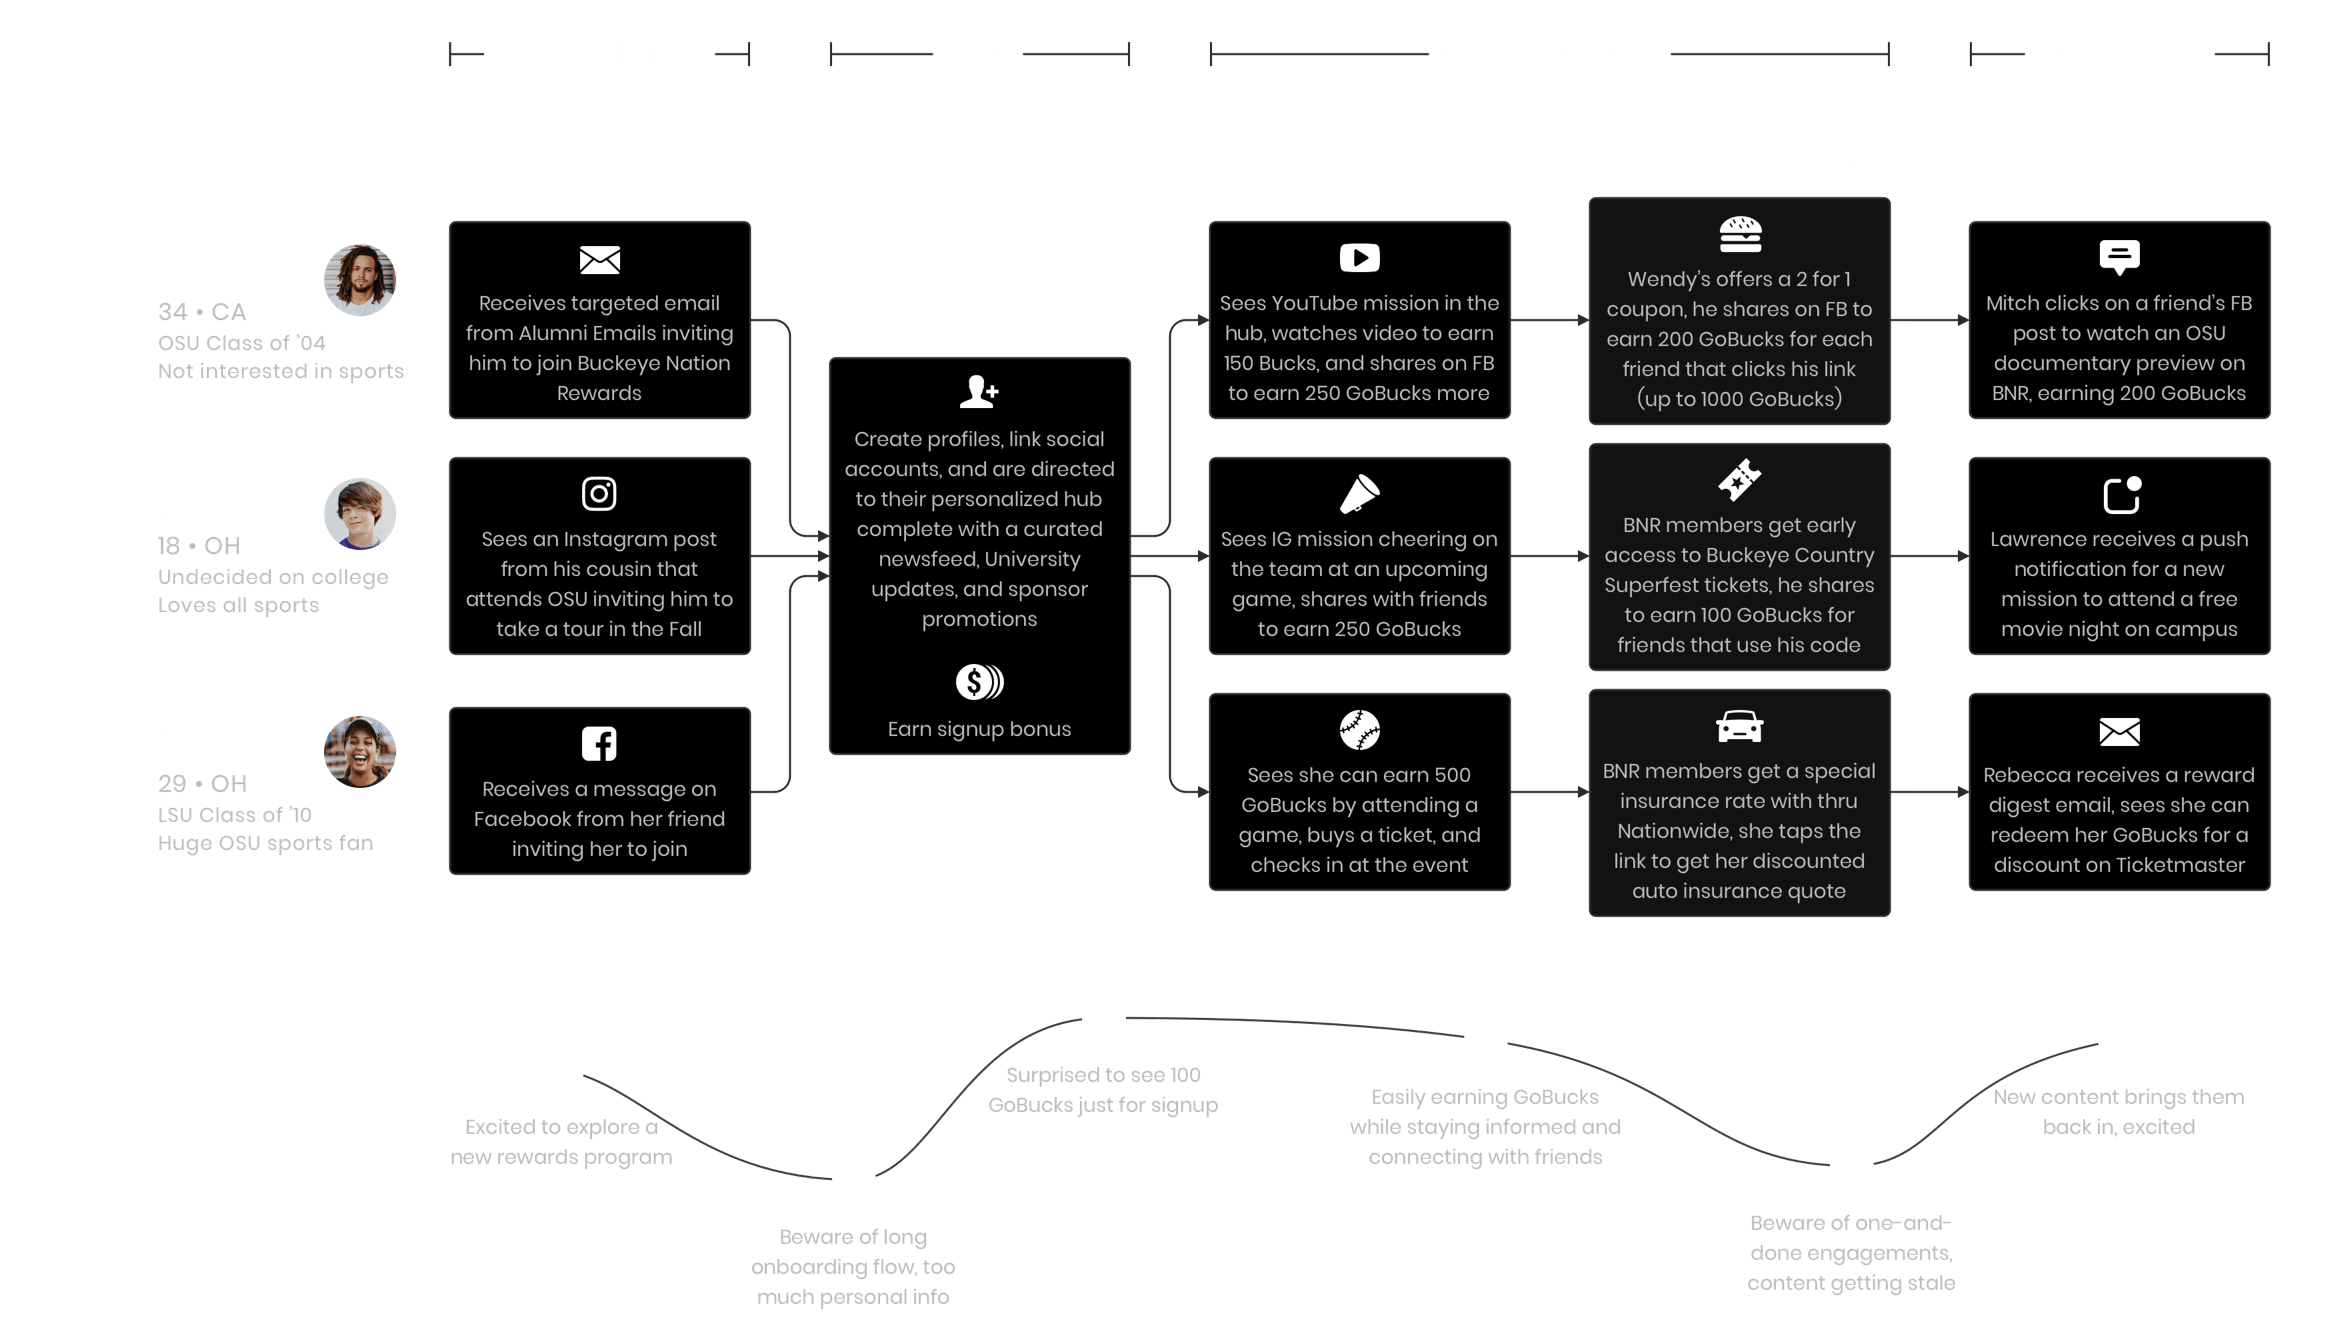 34 • CA
OSU Class of ’04
Not interested in sports
Receives targeted email
from Alumni Emails inviting
him to join Buckeye Nation
Rewards
18 • OH
Undecided on college
Loves all sports
Sees an Instagram post
from his cousin that
attends OSU inviting him to
take a tour in the Fall
29 • OH
LSU Class of ’10
Huge OSU sports fan
Receives a message on
Facebook from her friend
inviting her to join
Create profiles, link social
accounts, and are directed
to their personalized hub
complete with a curated
newsfeed, University
updates, and sponsor
promotions
$
Earn signup bonus
Sees YouTube mission in the
hub, watches video to earn
150 Bucks, and shares on FB
to earn 250 GoBucks more
Wendy’s offers a 2 for 1
coupon, he shares on FB to
earn 200 GoBucks for each
friend that clicks his link
(up to 1000 GoBucks)
Mitch clicks on a friend’s FB
post to watch an OSU
documentary preview on
BNR, earning 200 GoBucks
Sees IG mission cheering on
the team at an upcoming
game, shares with friends
to earn 250 GoBucks
BNR members get early
access to Buckeye Country
Superfest tickets, he shares
to earn 100 GoBucks for
friends that use his code
Lawrence receives a push
notification for a new
mission to attend a free
movie night on campus
Sees she can earn 500
GoBucks by attending a
game, buys a ticket, and
checks in at the event
BNR members get a special
insurance rate with thru
Nationwide, she taps the
link to get her discounted
auto insurance quote
Rebecca receives a reward
digest email, sees she can
redeem her GoBucks for a
discount on Ticketmaster
Excited to explore a
new rewards program
Beware of long
onboarding flow, too
much personal info
Surprised to see 100
GoBucks just for signup
Easily earning GoBucks
while staying informed and
connecting with friends
Beware of one-and-
done engagements,
content getting stale
New content brings them
back in, excited